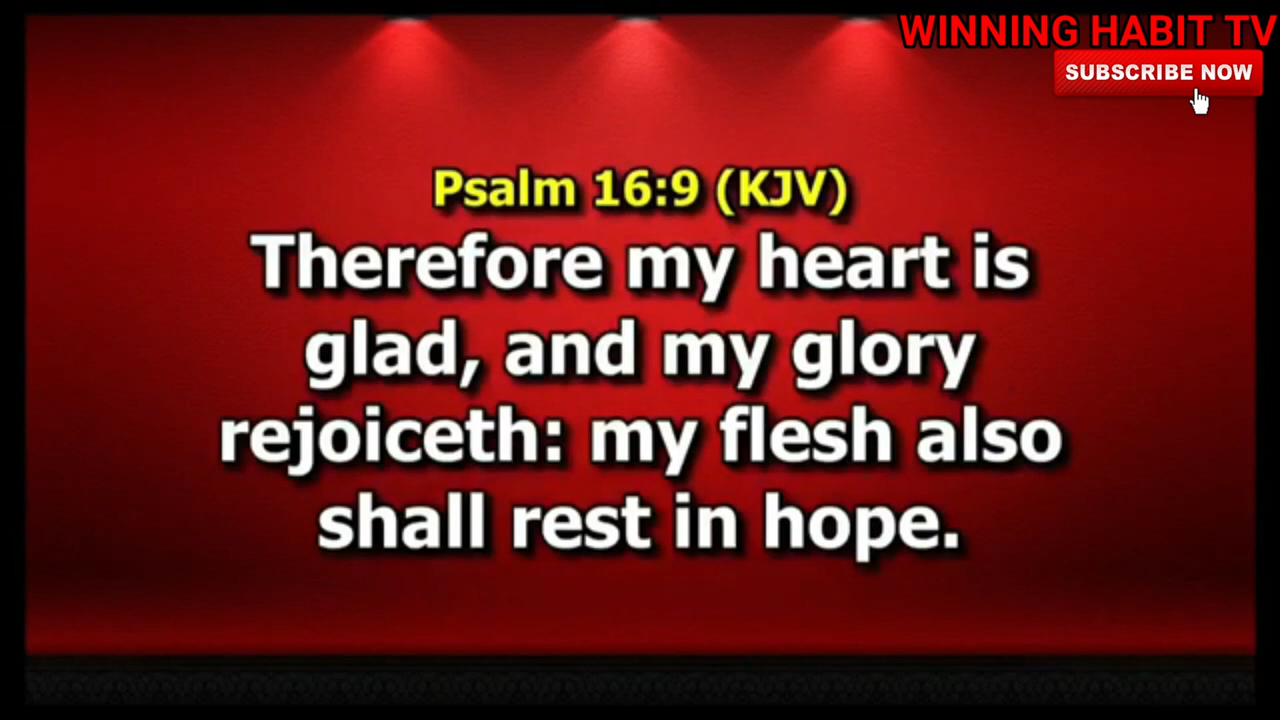 WINNING HABIT TV
SUBSCRIBE NOW
Psalm 16:9 (KJV)
Therefore my heart is
glad, and my glory
rejoiceth: my flesh also
shall rest in hope.